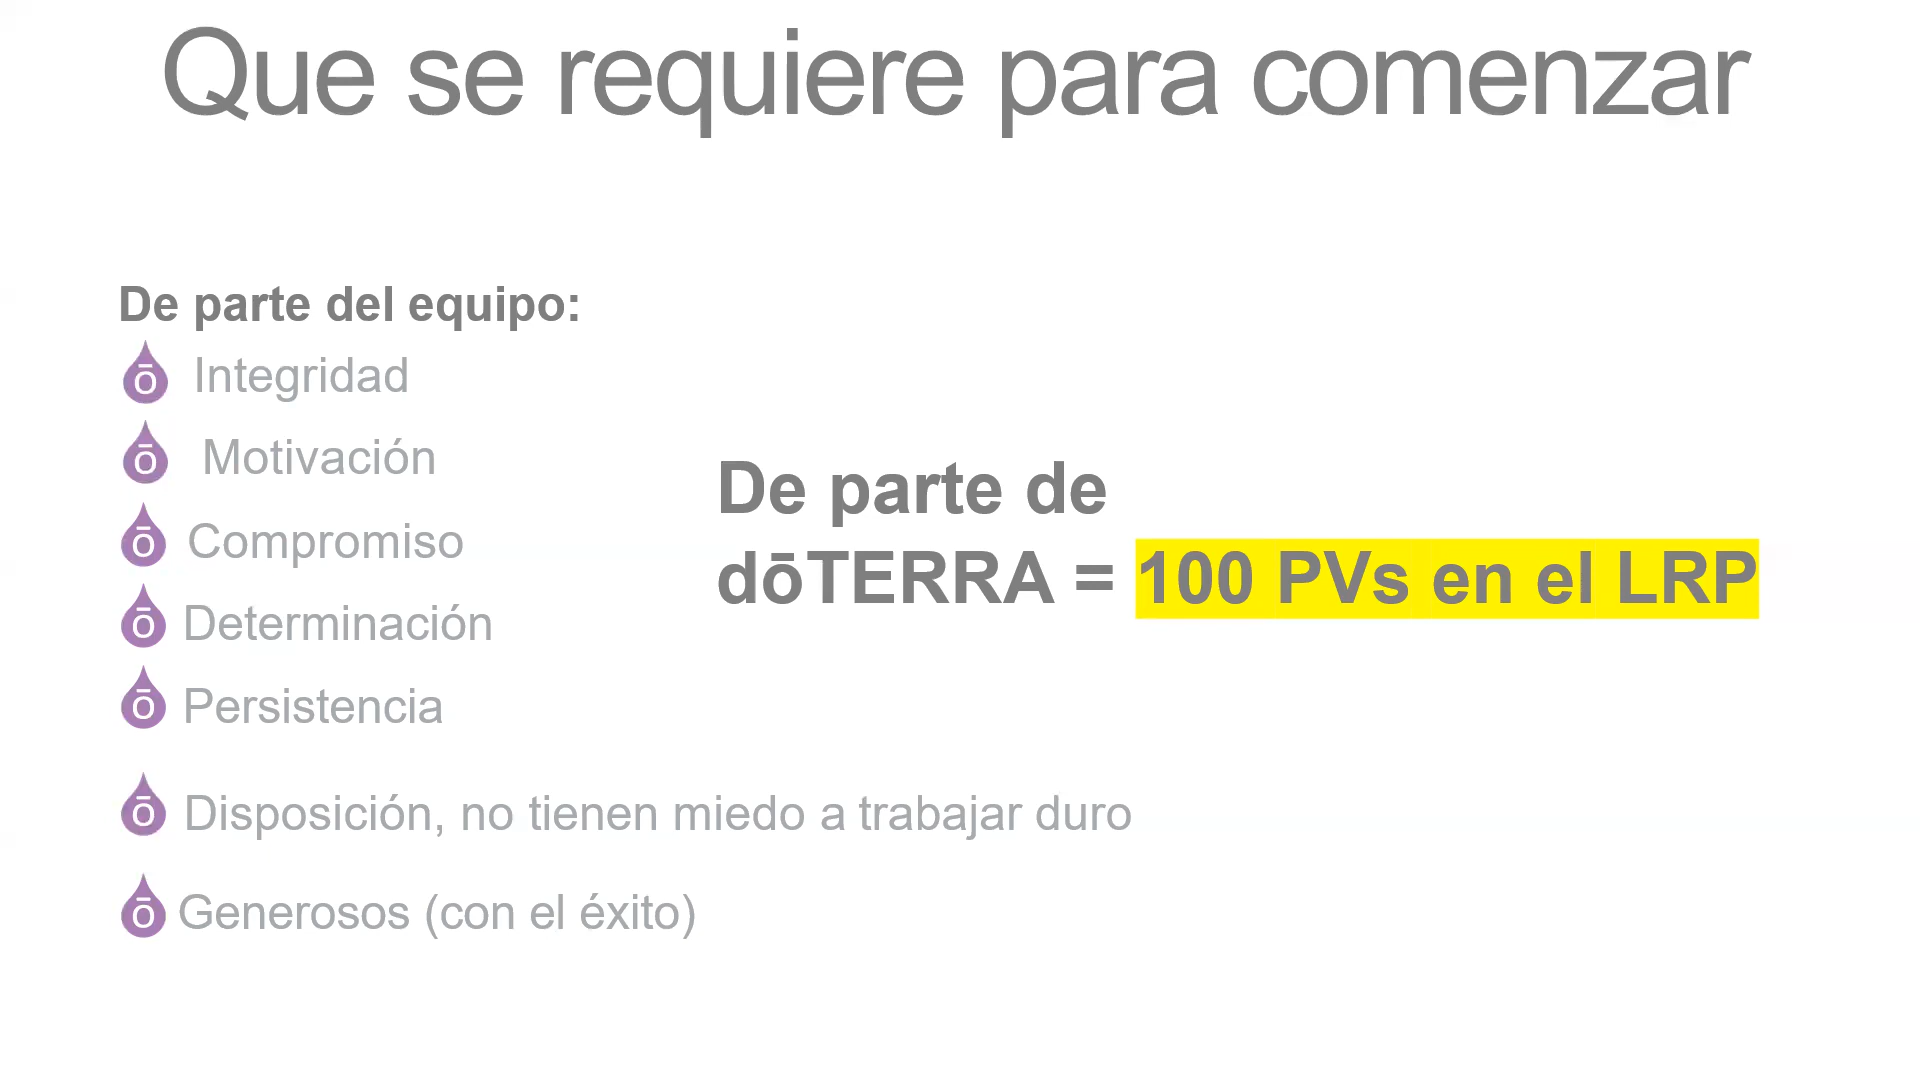 Que se requiere para comenzar
De parte del equipo:
ō Integridad
ō Motivación
ō Compromiso
ō Determinación
ō Persistencia
ō Disposición, no tienen miedo a trabajar duro
ō Generosos (con el éxito)
De parte de
dōTERRA = 100 PVs en el LRP